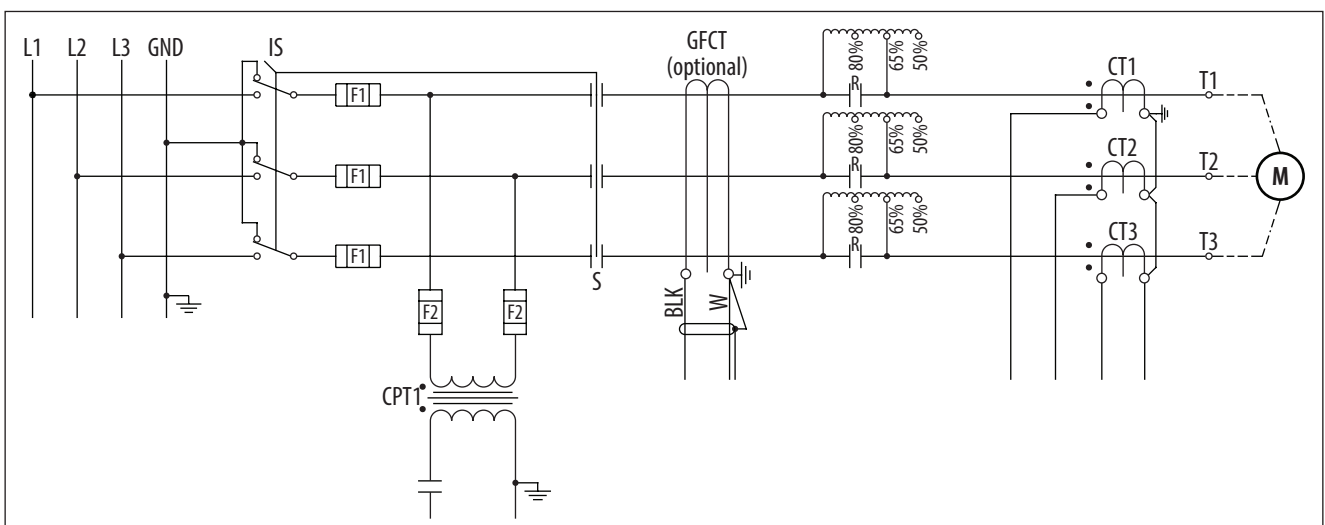 L1 L2 L3 GND IS
GFCT
(optional)
80%
65%
50%
CT1
T1
F1
R
80%
65%
50%
CT2
T2
F1
R
M
80%
65%
50%
CT3
T3
F1
R
S
F2
F2
BLK
W
CPT1